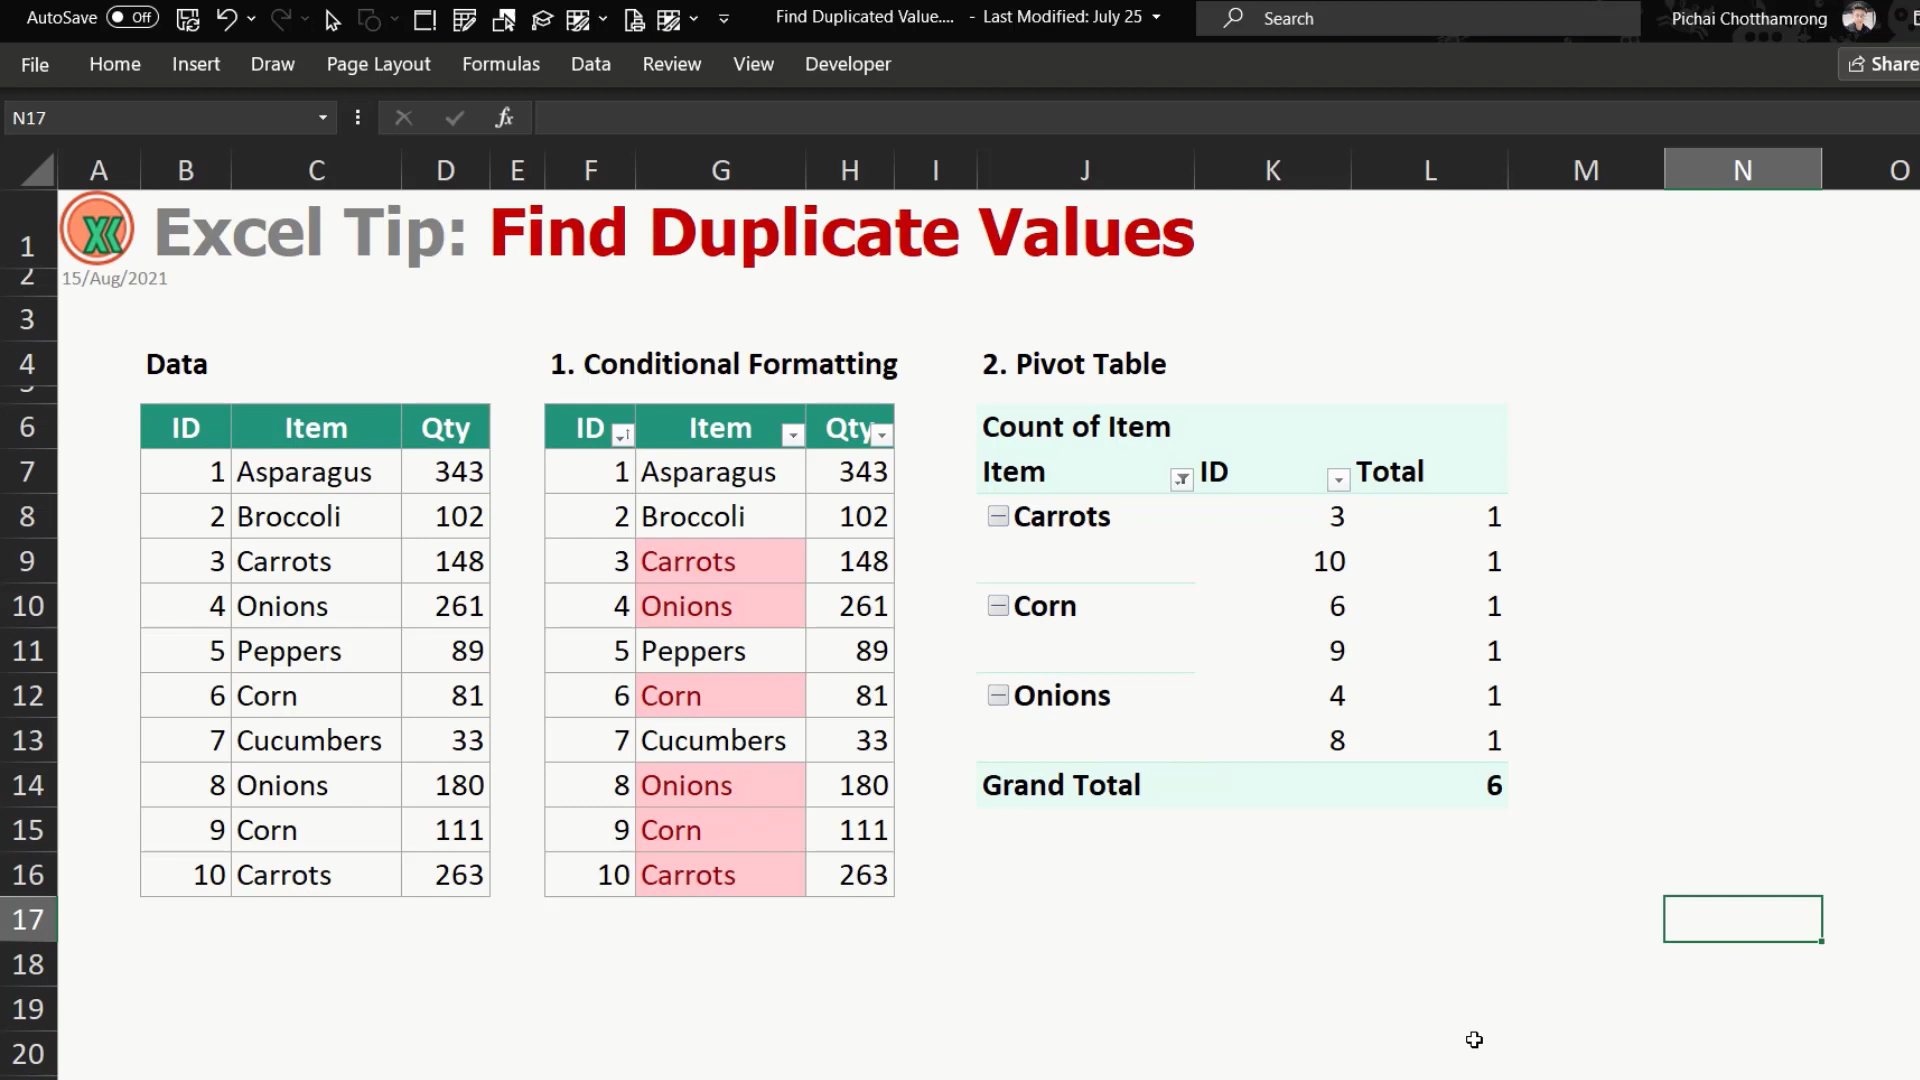 AutoSave Off Find Duplicated Value.... - Last Modified: July 25 Search Pichai Chotthamrong
File Home Insert Draw Page Layout Formulas Data Review View Developer Share
N17 fx
A B C D E F G H I J K L M N O
1 Excel Tip: Find Duplicate Values
2 15/Aug/2021
3
4 Data 1. Conditional Formatting 2. Pivot Table
6 ID Item Qty ID Item Qty Count of Item
7 1 Asparagus 343 1 Asparagus 343 Item ID Total
8 2 Broccoli 102 2 Broccoli 102 Carrots 3 1
9 3 Carrots 148 3 Carrots 148 10 1
10 4 Onions 261 4 Onions 261 Corn 6 1
11 5 Peppers 89 5 Peppers 89 9 1
12 6 Corn 81 6 Corn 81 Onions 4 1
13 7 Cucumbers 33 7 Cucumbers 33 8 1
14 8 Onions 180 8 Onions 180 Grand Total 6
15 9 Corn 111 9 Corn 111
16 10 Carrots 263 10 Carrots 263
17
18
19
20